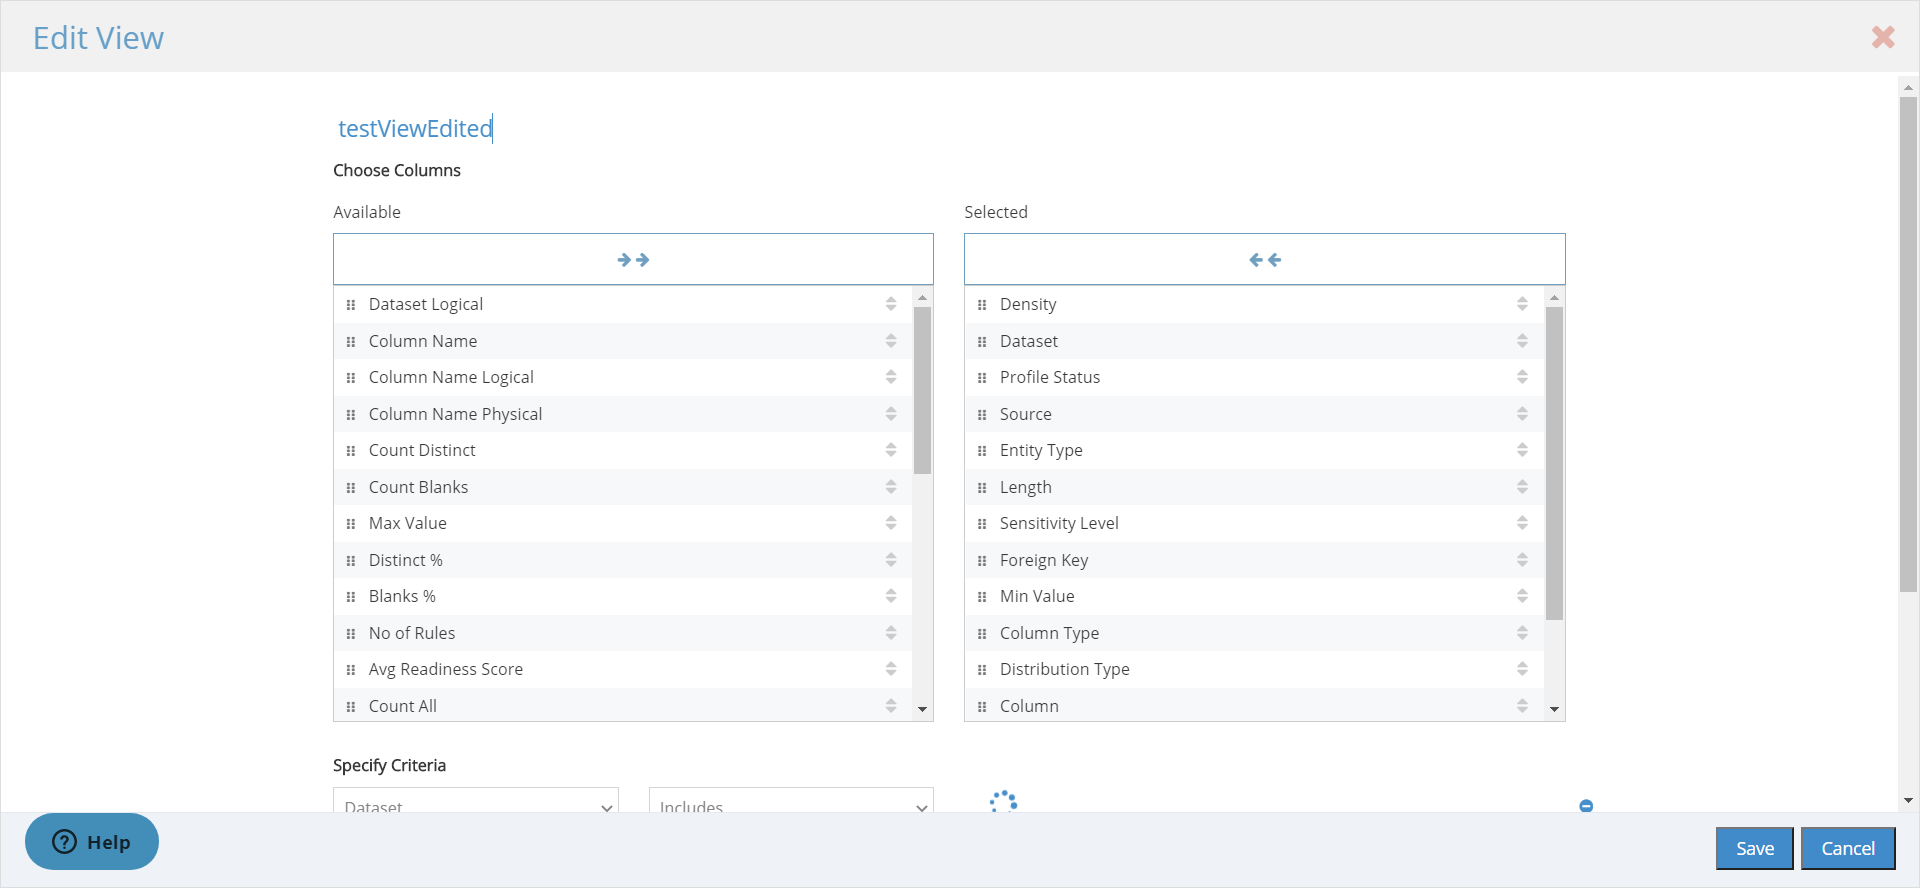 Edit View
testViewEdited
Choose Columns
Available
Selected
Dataset Logical
Column Name
Column Name Logical
Column Name Physical
Count Distinct
Count Blanks
Max Value
Distinct %
Blanks %
No of Rules
Avg Readiness Score
Count All
Density
Dataset
Profile Status
Source
Entity Type
Length
Sensitivity Level
Foreign Key
Min Value
Column Type
Distribution Type
Column
Specify Criteria
Dataset
Includes
Help
Save
Cancel